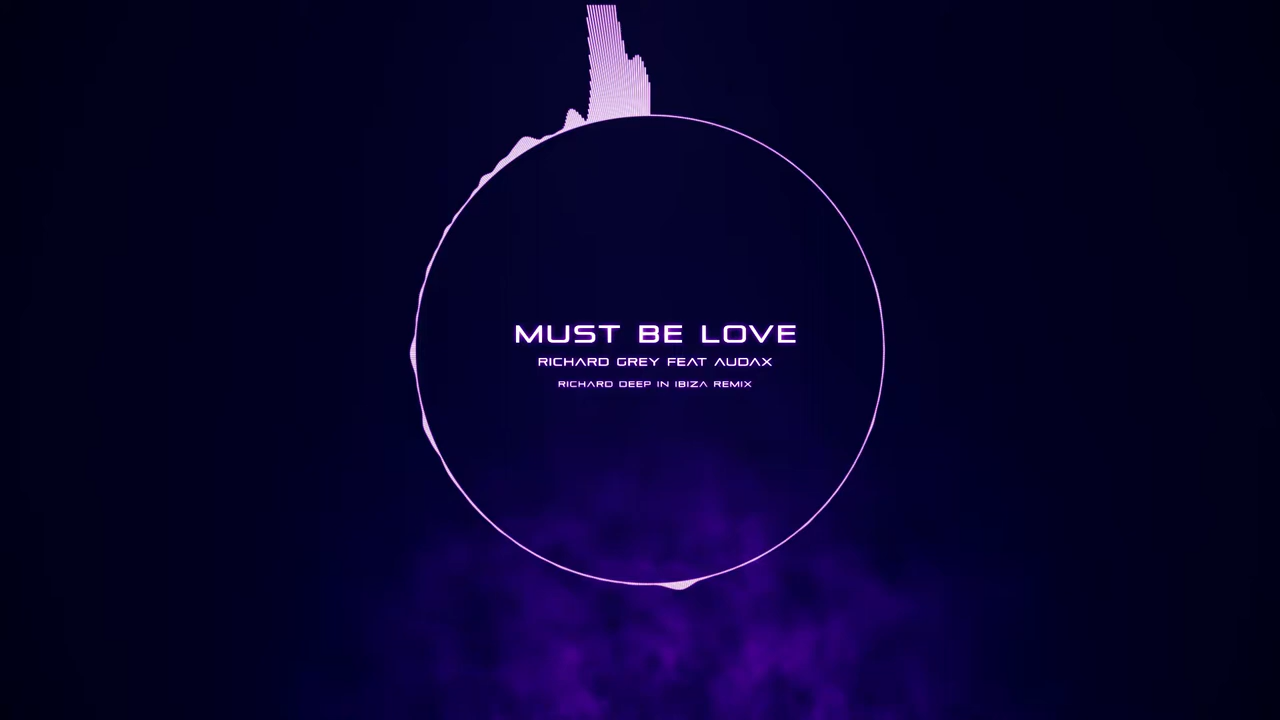 MUST BE LOVE
RICHARD GREY FEAT AUDAX
RICHARD DEEP IN IBIZA REMIX